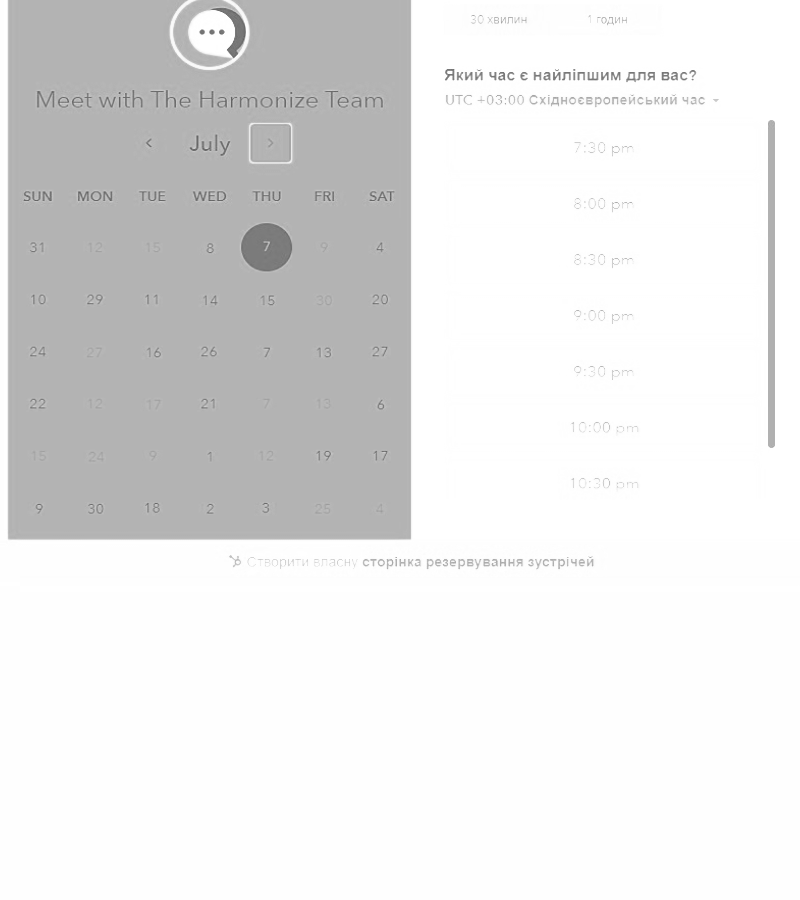 30 хвилин 1 годин
Meet with The Harmonize Team
July
SUN MON TUE WED THU FRI SAT
31 12 15 8 7 9 4
10 29 11 14 15 30 20
24 27 16 26 7 13 27
22 12 17 21 7 13 6
15 24 9 1 12 19 17
9 30 18 2 3 25 4
Який час є найліпшим для вас?
UTC +03:00 Східноєвропейський час
7:30 pm
8:00 pm
8:30 pm
9:00 pm
9:30 pm
10:00 pm
10:30 pm
Створити власну сторінка резервування зустрічей